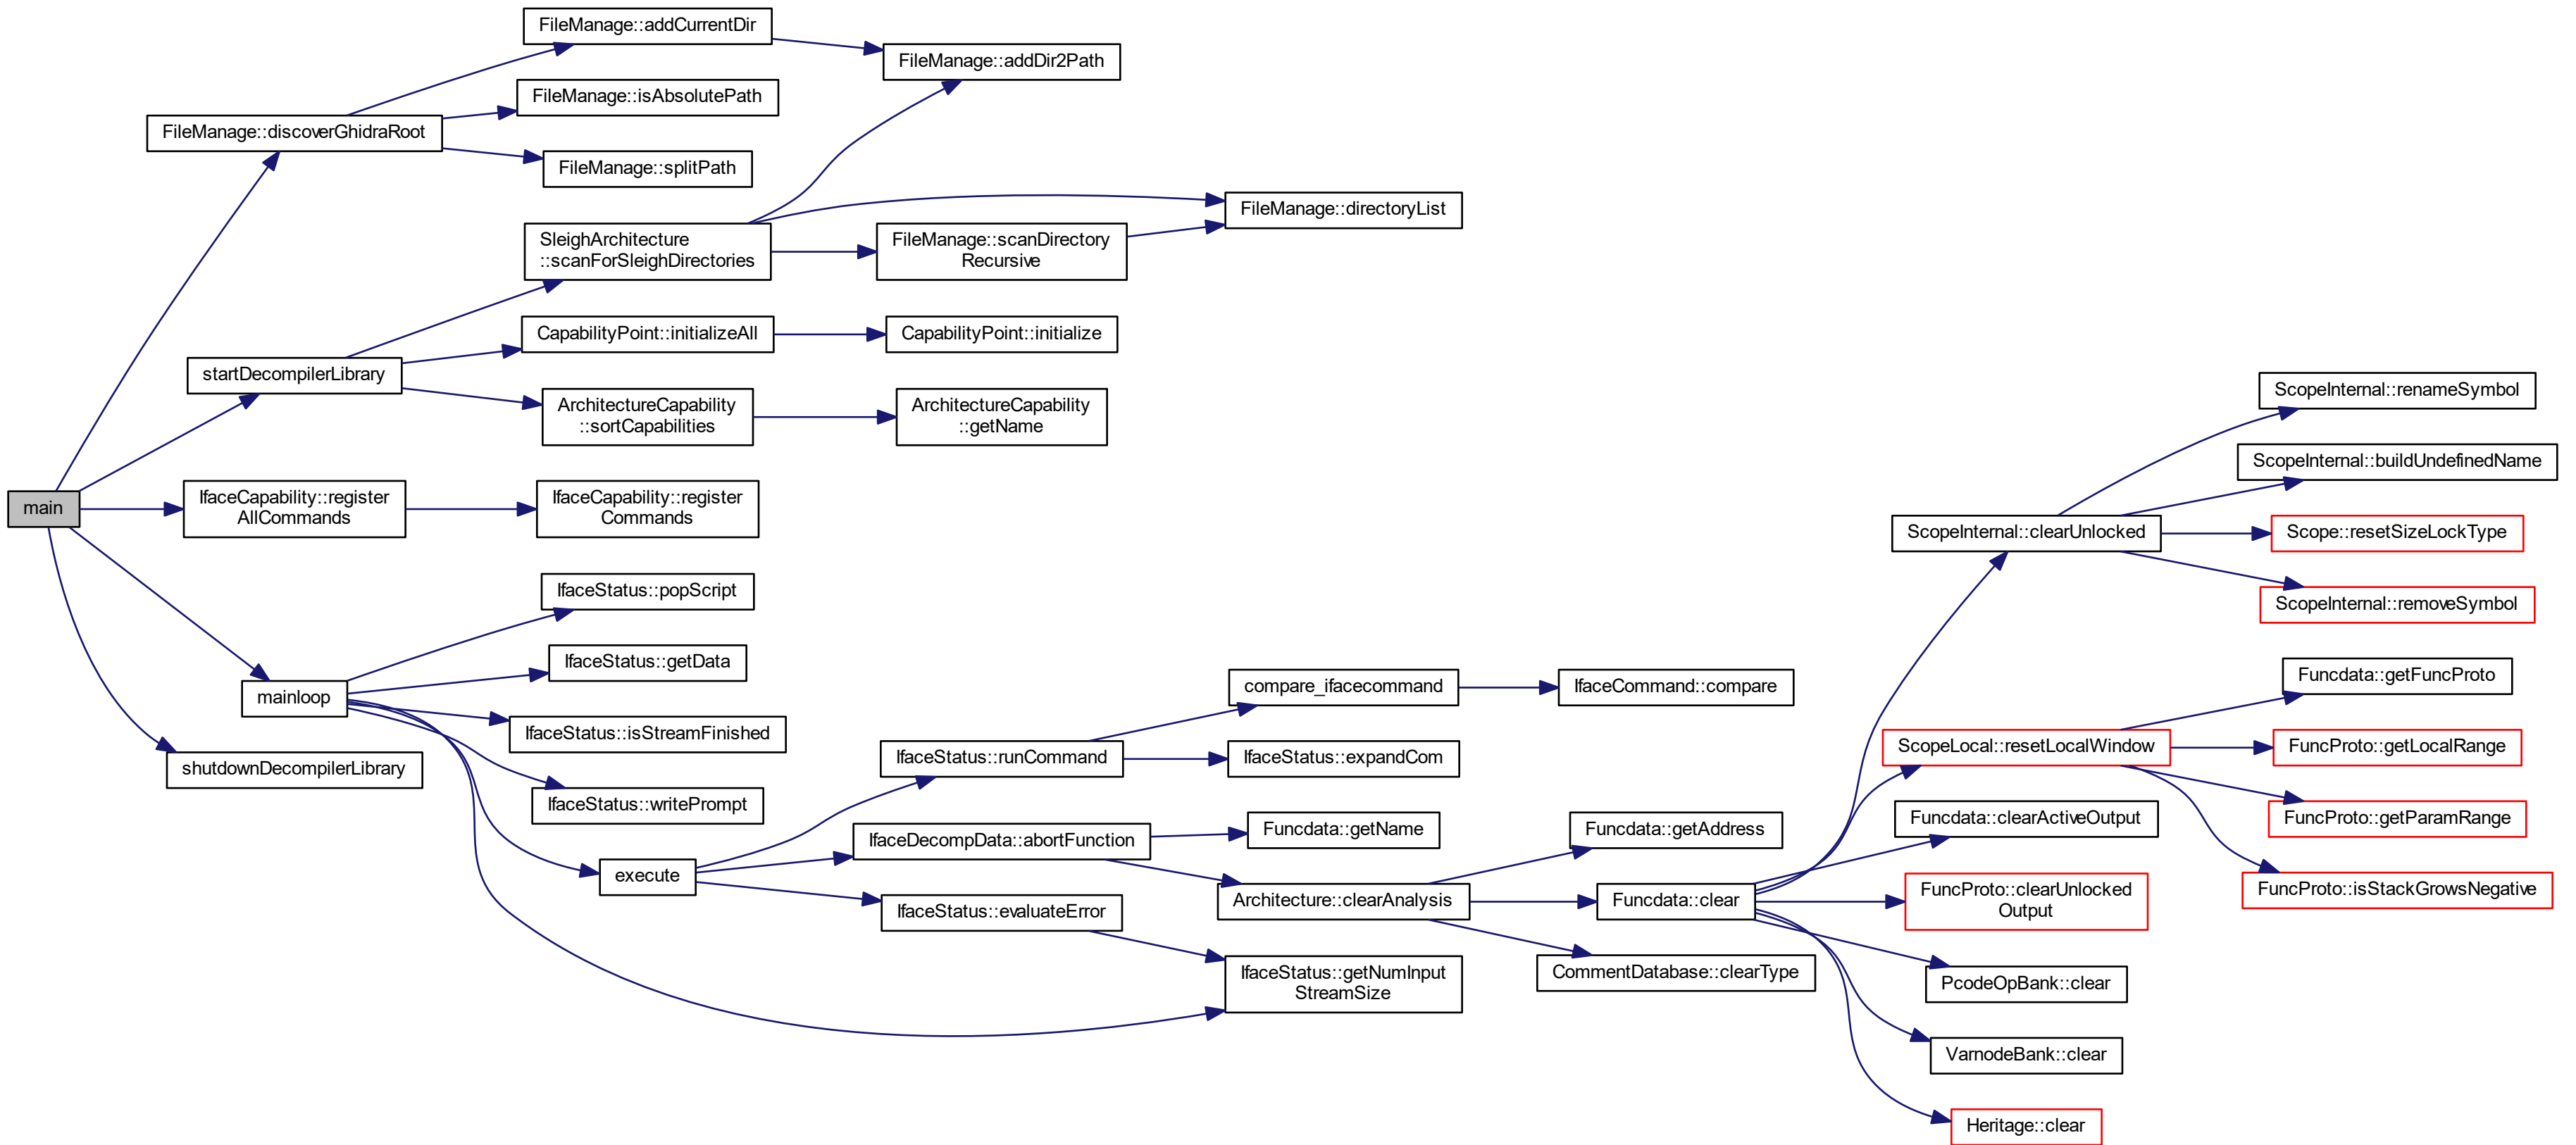 main
FileManage::discoverGhidraRoot
startDecompilerLibrary
IfaceCapability::register
AllCommands
mainloop
shutdownDecompilerLibrary
FileManage::addCurrentDir
FileManage::isAbsolutePath
FileManage::splitPath
SleighArchitecture
::scanForSleighDirectories
CapabilityPoint::initializeAll
ArchitectureCapability
::sortCapabilities
IfaceCapability::register
Commands
IfaceStatus::popScript
IfaceStatus::getData
IfaceStatus::isStreamFinished
IfaceStatus::writePrompt
execute
FileManage::addDir2Path
FileManage::scanDirectory
Recursive
CapabilityPoint::initialize
ArchitectureCapability
::getName
IfaceStatus::runCommand
IfaceDecompData::abortFunction
IfaceStatus::evaluateError
FileManage::directoryList
compare_ifacecommand
IfaceStatus::expandCom
Funcdata::getName
Architecture::clearAnalysis
IfaceStatus::getNumInput
StreamSize
IfaceCommand::compare
Funcdata::getAddress
Funcdata::clear
CommentDatabase::clearType
ScopeInternal::clearUnlocked
ScopeLocal::resetLocalWindow
Funcdata::clearActiveOutput
FuncProto::clearUnlocked
Output
PcodeOpBank::clear
VarnodeBank::clear
Heritage::clear
ScopeInternal::renameSymbol
ScopeInternal::buildUndefinedName
Scope::resetSizeLockType
ScopeInternal::removeSymbol
Funcdata::getFuncProto
FuncProto::getLocalRange
FuncProto::getParamRange
FuncProto::isStackGrowsNegative